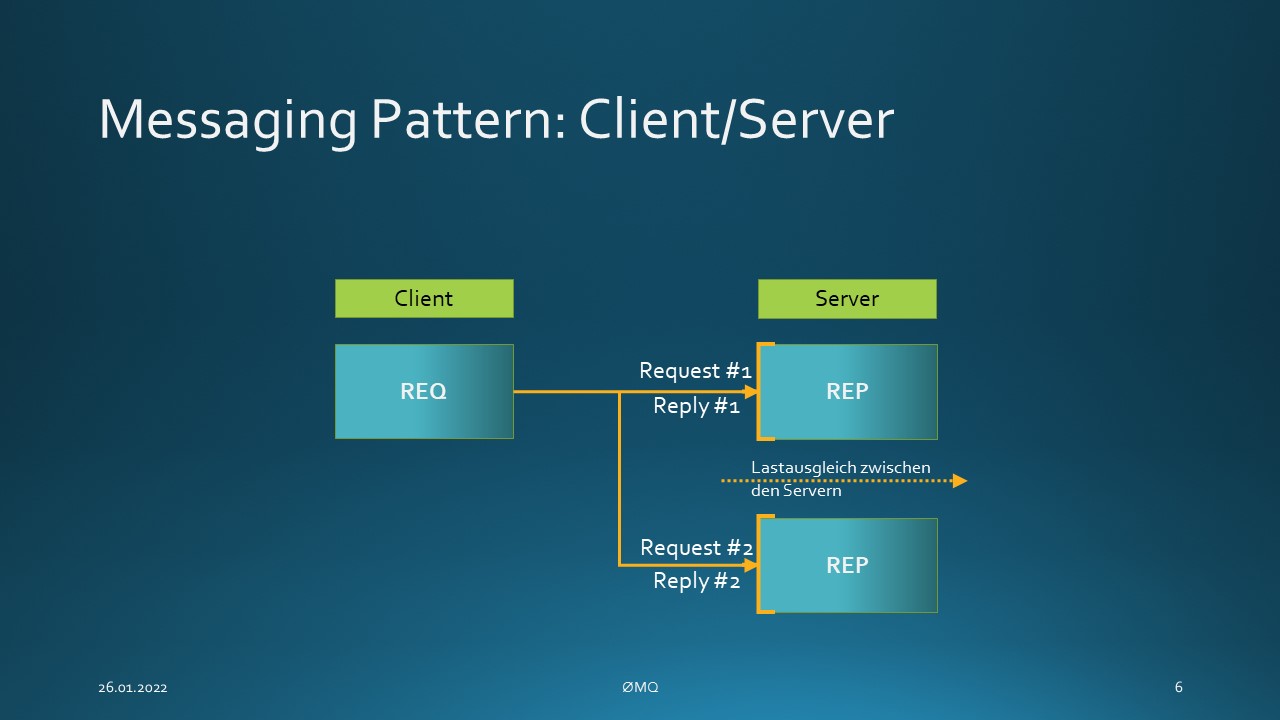 Messaging Pattern: Client/Server
Client
Server
REQ
Request #1
Reply #1
REP
Lastausgleich zwischen
den Servern
Request #2
Reply #2
REP
26.01.2022
ØMQ
6